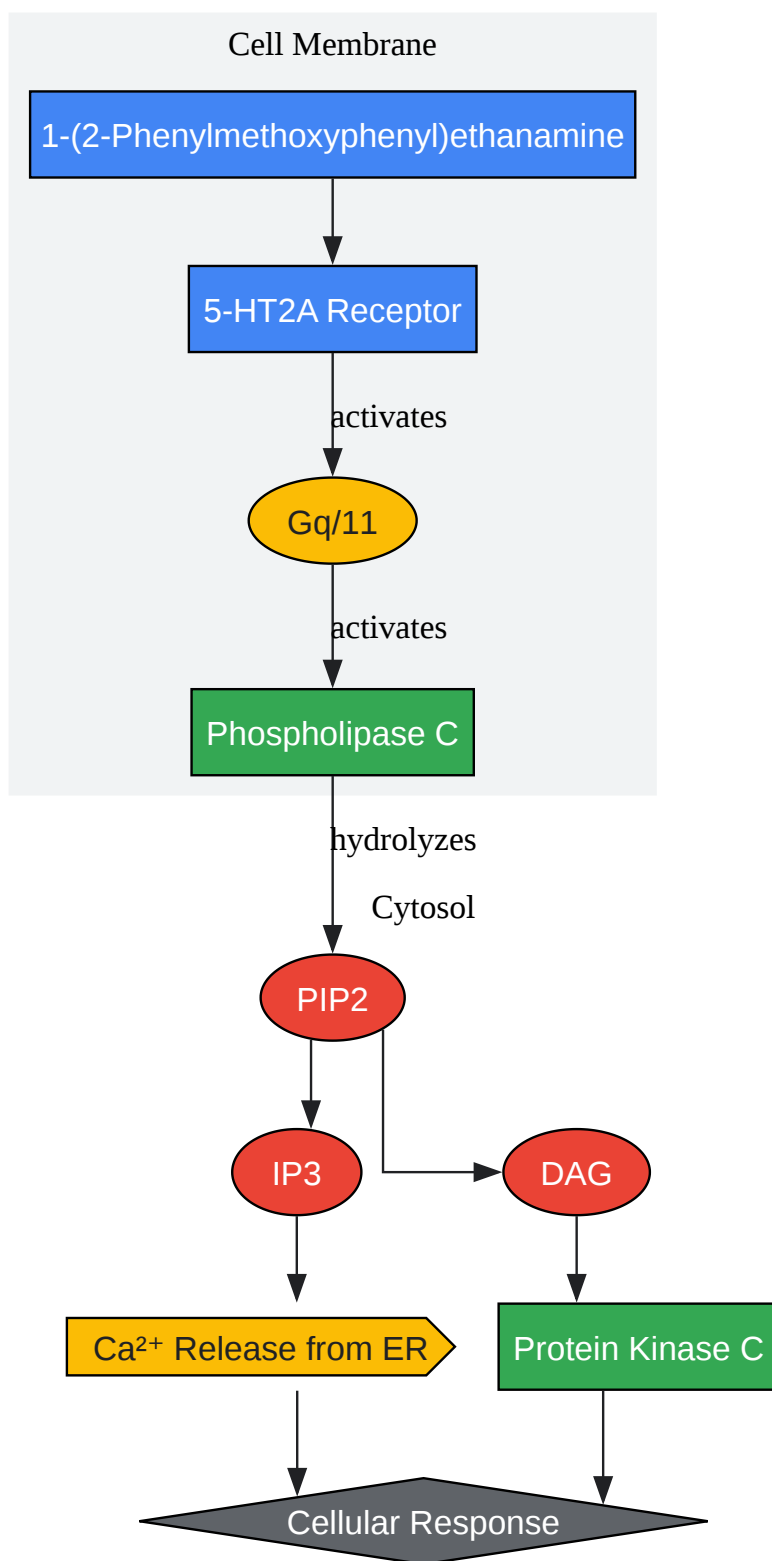 Cell Membrane
1-(2-Phenylmethoxyphenyl)ethanamine
5-HT2A Receptor
activates
Gq/11
activates
Phospholipase C
hydrolyzes
Cytosol
PIP2
IP3
DAG
Ca²⁺ Release from ER
Protein Kinase C
Cellular Response